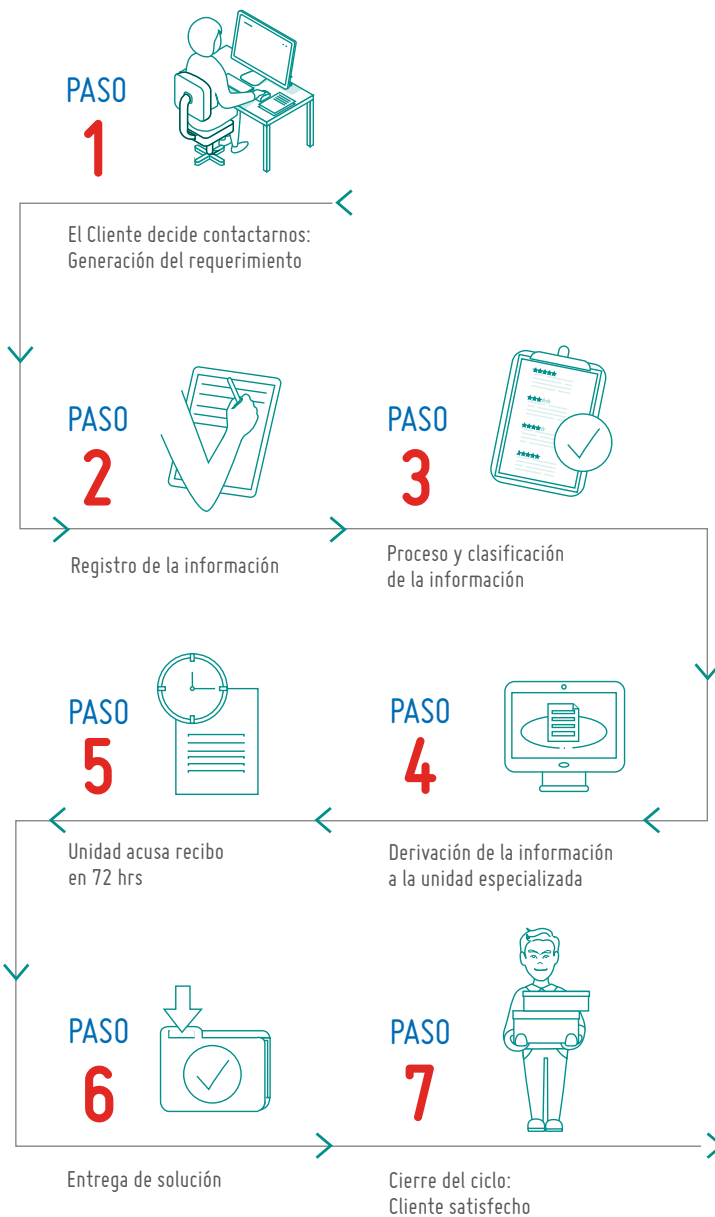 PASO
1
El Cliente decide contactarnos:
Generación del requerimiento
PASO
2
Registro de la información
PASO
3
Proceso y clasificación
de la información
PASO
4
Derivación de la información
a la unidad especializada
PASO
5
Unidad acusa recibo
en 72 hrs
PASO
6
Entrega de solución
PASO
7
Cierre del ciclo:
Cliente satisfecho